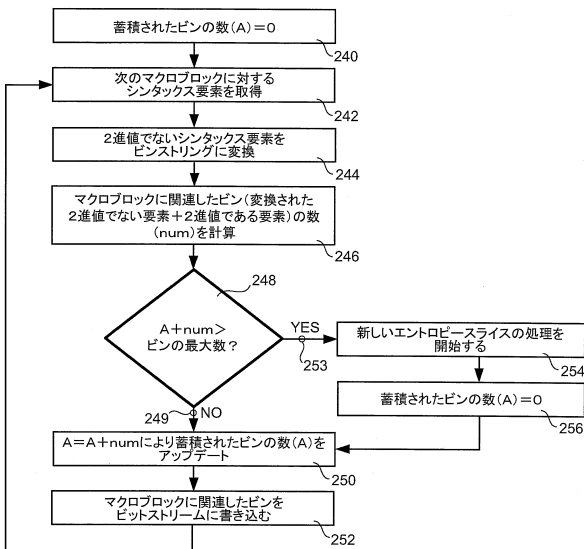 蓄積されたビンの数(A)=0
240
次のマクロブロックに対する
シンタックス要素を取得
242
2進値でないシンタックス要素を
ビンストリングに変換
244
マクロブロックに関連したビン(変換された
2進値でない要素+2進値である要素)の数
(num)を計算
246
248
A+num>
ビンの最大数?
YES
253
新しいエントロピースライスの処理を
開始する
254
蓄積されたビンの数(A)=0
256
249
NO
A=A+numにより蓄積されたビンの数(A)を
アップデート
250
マクロブロックに関連したビンを
ビットストリームに書き込む
252